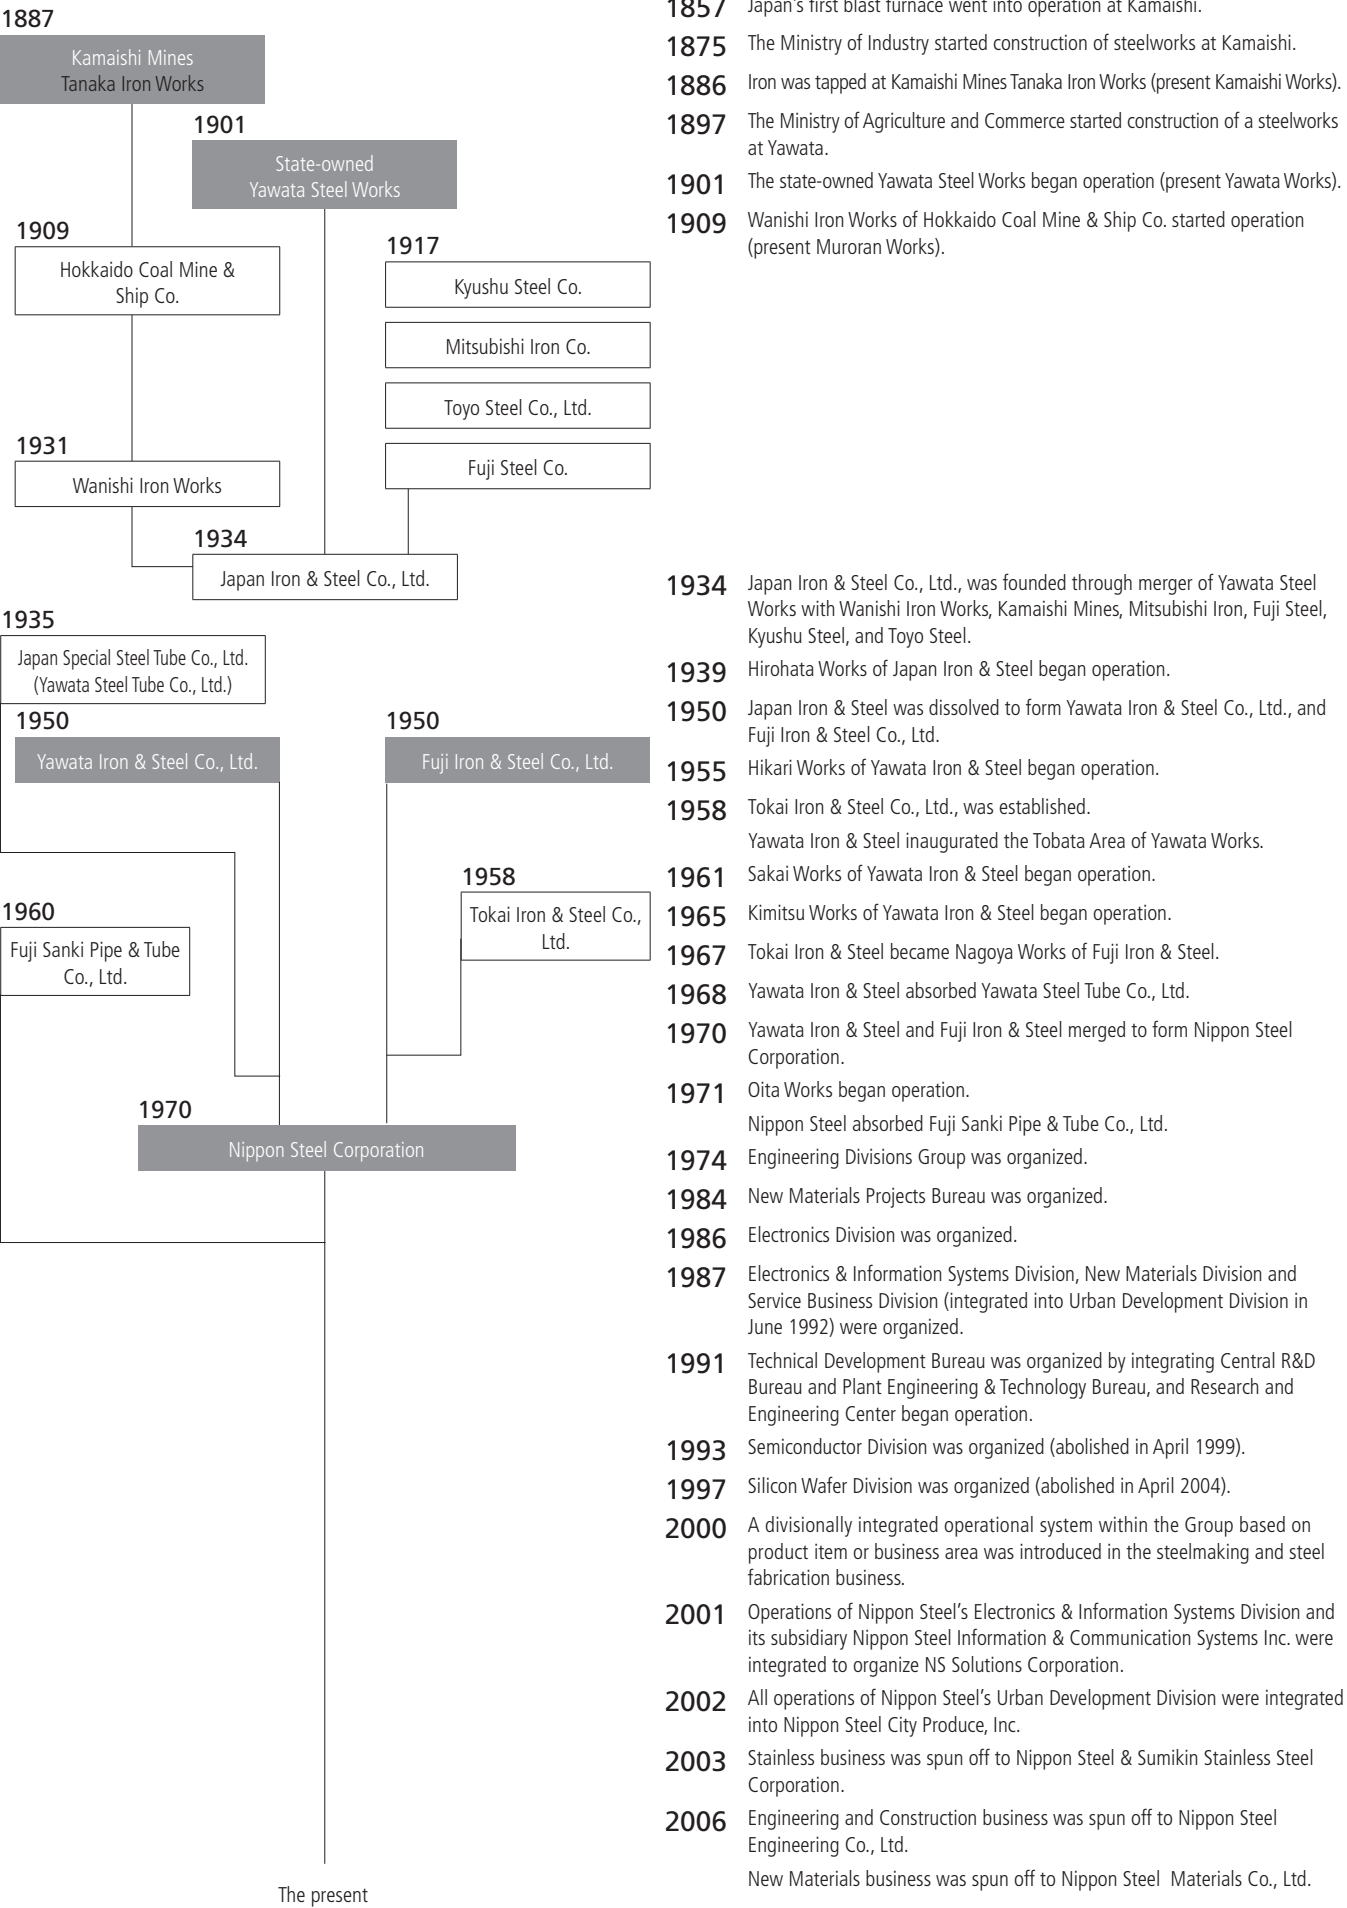 1887
Kamaishi Mines
Tanaka Iron Works
1901
State-owned
Yawata Steel Works
1909
Hokkaido Coal Mine &
Ship Co.
1917
Kyushu Steel Co.
Mitsubishi Iron Co.
Toyo Steel Co., Ltd.
Fuji Steel Co.
1931
Wanishi Iron Works
1934
Japan Iron & Steel Co., Ltd.
1935
Japan Special Steel Tube Co., Ltd.
(Yawata Steel Tube Co., Ltd.)
1950
Yawata Iron & Steel Co., Ltd.
1950
Fuji Iron & Steel Co., Ltd.
1958
Tokai Iron & Steel Co.,
Ltd.
1960
Fuji Sanki Pipe & Tube
Co., Ltd.
1970
Nippon Steel Corporation
The present
1857 Japan's first blast furnace went into operation at Kamaishi.
1875 The Ministry of Industry started construction of steelworks at Kamaishi.
1886 Iron was tapped at Kamaishi Mines Tanaka Iron Works (present Kamaishi Works).
1897 The Ministry of Agriculture and Commerce started construction of a steelworks
at Yawata.
1901 The state-owned Yawata Steel Works began operation (present Yawata Works).
1909 Wanishi Iron Works of Hokkaido Coal Mine & Ship Co. started operation
(present Muroran Works).
1934 Japan Iron & Steel Co., Ltd., was founded through merger of Yawata Steel
Works with Wanishi Iron Works, Kamaishi Mines, Mitsubishi Iron, Fuji Steel,
Kyushu Steel, and Toyo Steel.
1939 Hirohata Works of Japan Iron & Steel began operation.
1950 Japan Iron & Steel was dissolved to form Yawata Iron & Steel Co., Ltd., and
Fuji Iron & Steel Co., Ltd.
1955 Hikari Works of Yawata Iron & Steel began operation.
1958 Tokai Iron & Steel Co., Ltd., was established.
Yawata Iron & Steel inaugurated the Tobata Area of Yawata Works.
1961 Sakai Works of Yawata Iron & Steel began operation.
1965 Kimitsu Works of Yawata Iron & Steel began operation.
1967 Tokai Iron & Steel became Nagoya Works of Fuji Iron & Steel.
1968 Yawata Iron & Steel absorbed Yawata Steel Tube Co., Ltd.
1970 Yawata Iron & Steel and Fuji Iron & Steel merged to form Nippon Steel
Corporation.
1971 Oita Works began operation.
Nippon Steel absorbed Fuji Sanki Pipe & Tube Co., Ltd.
1974 Engineering Divisions Group was organized.
1984 New Materials Projects Bureau was organized.
1986 Electronics Division was organized.
1987 Electronics & Information Systems Division, New Materials Division and
Service Business Division (integrated into Urban Development Division in
June 1992) were organized.
1991 Technical Development Bureau was organized by integrating Central R&D
Bureau and Plant Engineering & Technology Bureau, and Research and
Engineering Center began operation.
1993 Semiconductor Division was organized (abolished in April 1999).
1997 Silicon Wafer Division was organized (abolished in April 2004).
2000 A divisionally integrated operational system within the Group based on
product item or business area was introduced in the steelmaking and steel
fabrication business.
2001 Operations of Nippon Steel's Electronics & Information Systems Division and
its subsidiary Nippon Steel Information & Communication Systems Inc. were
integrated to organize NS Solutions Corporation.
2002 All operations of Nippon Steel's Urban Development Division were integrated
into Nippon Steel City Produce, Inc.
2003 Stainless business was spun off to Nippon Steel & Sumikin Stainless Steel
Corporation.
2006 Engineering and Construction business was spun off to Nippon Steel
Engineering Co., Ltd.
New Materials business was spun off to Nippon Steel Materials Co., Ltd.